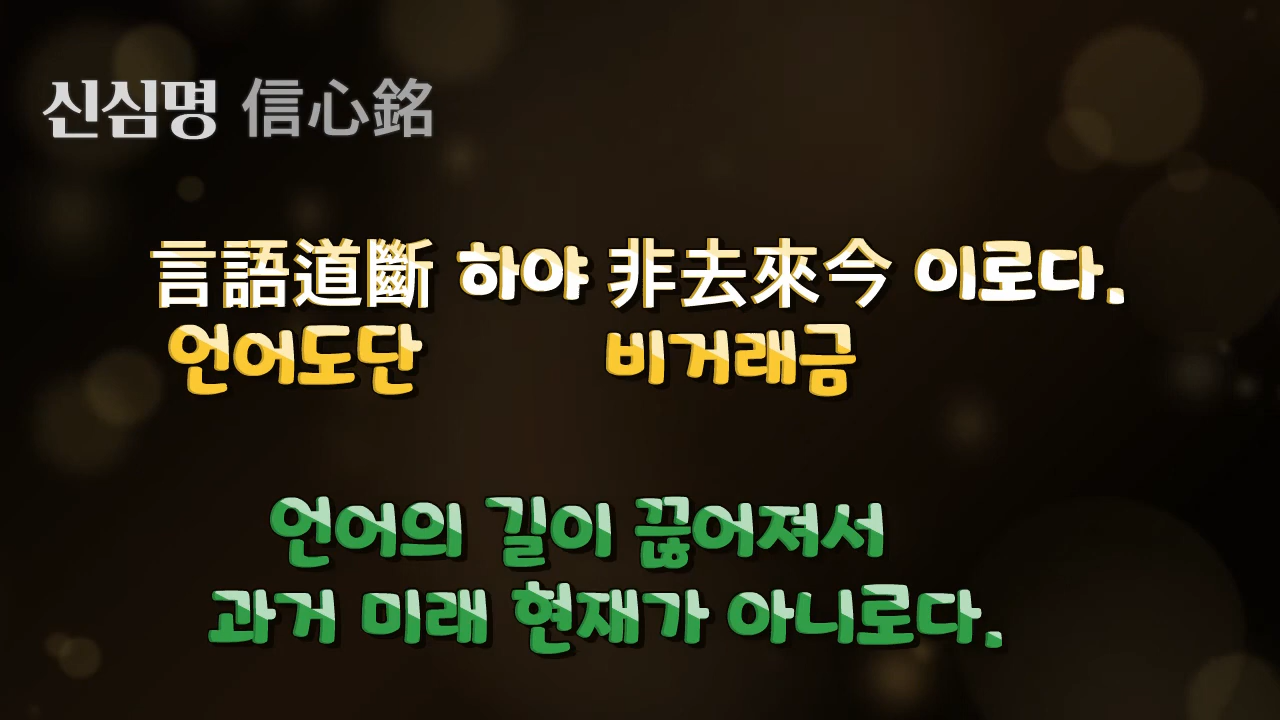 신심명 信心銘
言語道斷 하야 非去來今 이로다.
언어도단 비거래금
언어의 길이 끊어져서
과거 미래 현재가 아니로다.